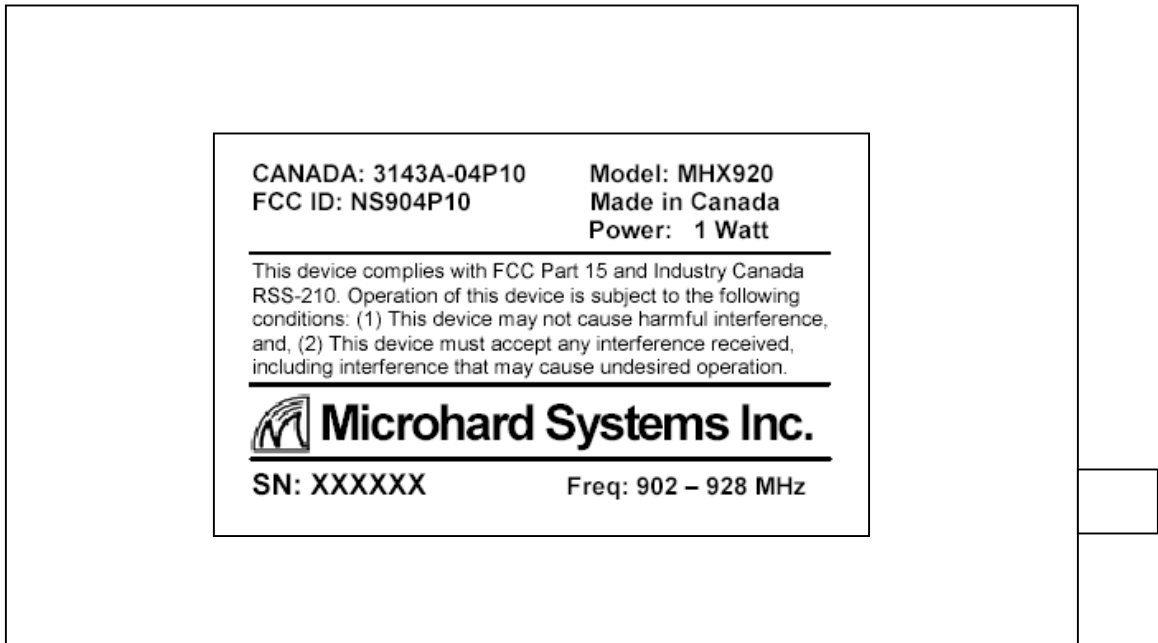 CANADA: 3143A-04P10 Model: MHX920
FCC ID: NS904P10 Made in Canada
Power: 1 Watt
This device complies with FCC Part 15 and Industry Canada
RSS-210. Operation of this device is subject to the following
conditions: (1) This device may not cause harmful interference,
and, (2) This device must accept any interference received,
including interference that may cause undesired operation.
Microhard Systems Inc.
SN: XXXXXX Freq: 902 – 928 MHz